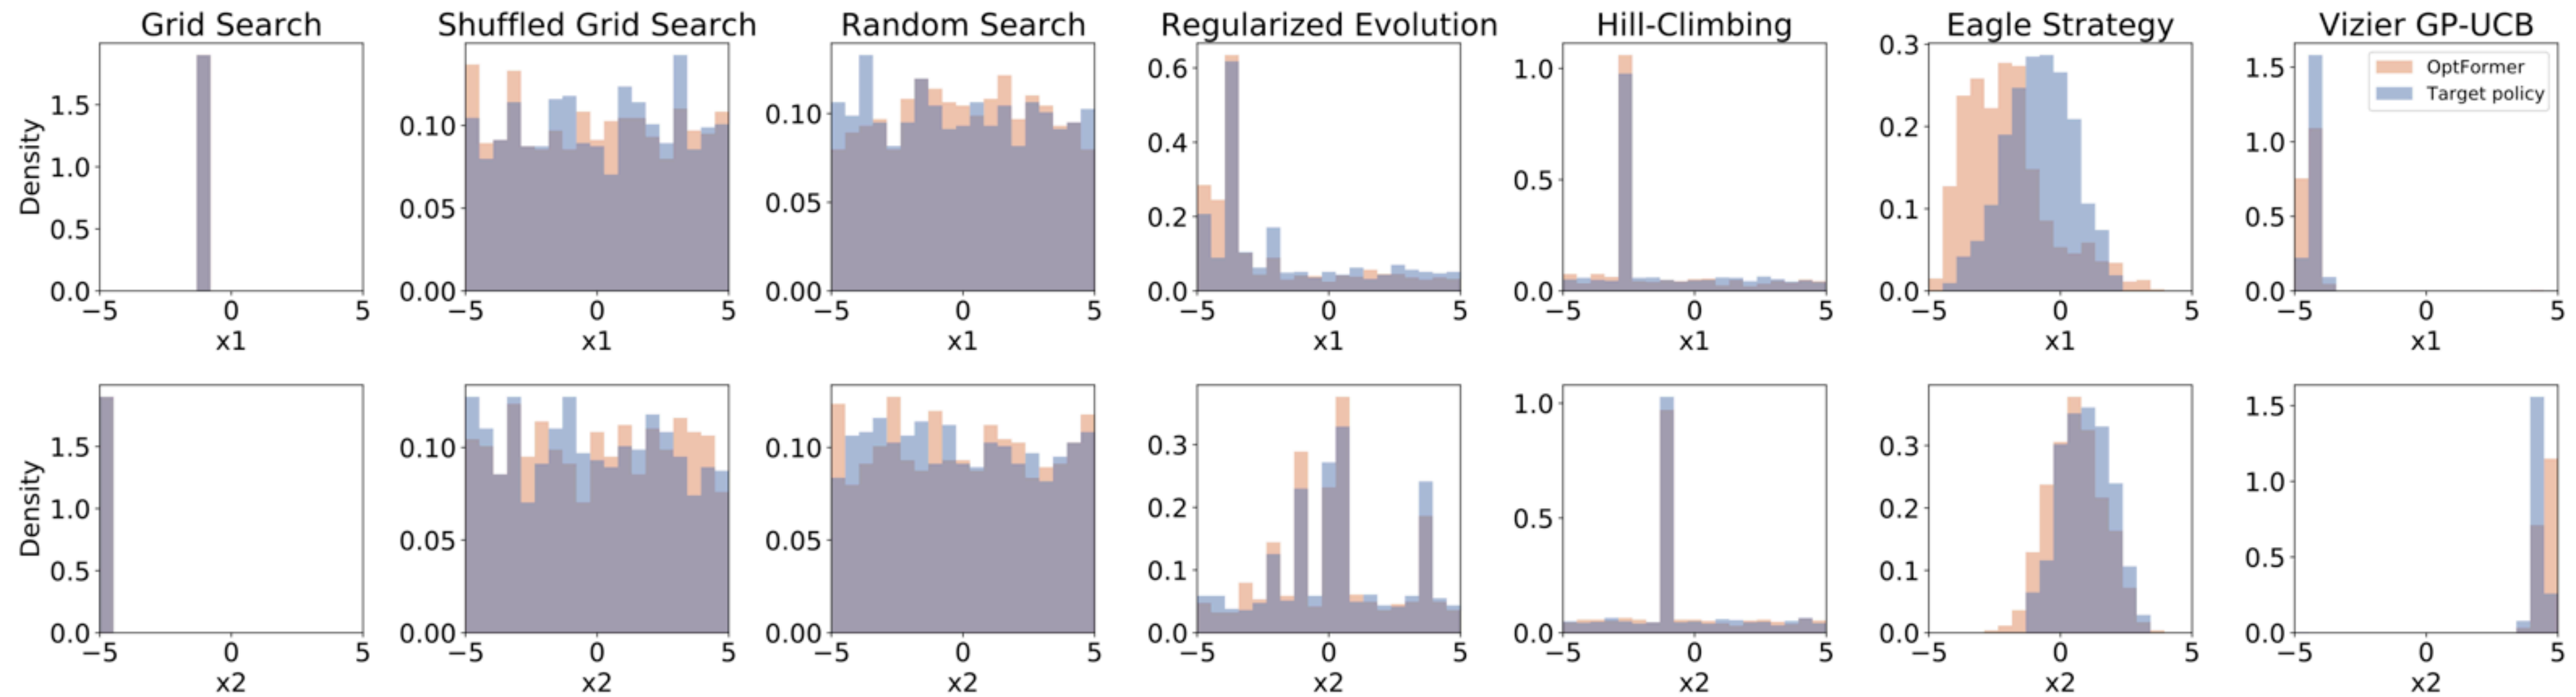 Grid Search
Shuffled Grid Search
Random Search
Regularized Evolution
Hill-Climbing
Eagle Strategy
Vizier GP-UCB
OptFormer
Target policy
Density
0.0
0.5
1.0
1.5
−5 0 5
x1
0.00
0.05
0.10
−5 0 5
x1
0.00
0.05
0.10
−5 0 5
x1
0.0
0.2
0.4
0.6
−5 0 5
x1
0.0
0.5
1.0
−5 0 5
x1
0.0
0.1
0.2
0.3
−5 0 5
x1
0.0
0.5
1.0
1.5
−5 0 5
x1
Density
0.0
0.5
1.0
1.5
−5 0 5
x2
0.00
0.05
0.10
−5 0 5
x2
0.00
0.05
0.10
−5 0 5
x2
0.0
0.1
0.2
0.3
−5 0 5
x2
0.0
0.5
1.0
−5 0 5
x2
0.0
0.1
0.2
0.3
−5 0 5
x2
0.0
0.5
1.0
1.5
−5 0 5
x2